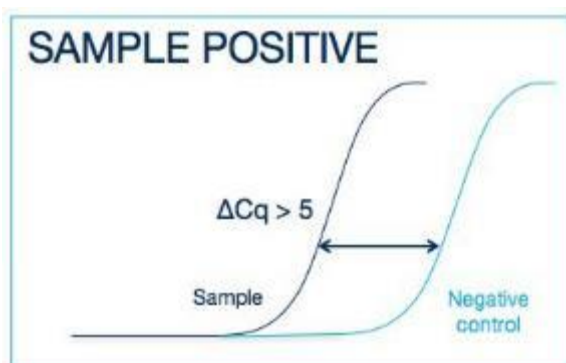 SAMPLE POSITIVE
ΔCq > 5
Sample
Negative
control